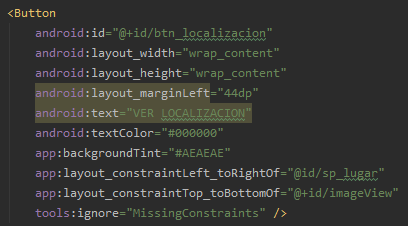 <Button
android:id="@+id/btn_localizacion"
android:layout_width="wrap_content"
android:layout_height="wrap_content"
android:layout_marginLeft="44dp"
android:text="VER LOCALIZACION"
android:textColor="#000000"
app:backgroundTint="#AEAEAE"
app:layout_constraintLeft_toRightOf="@id/sp_lugar"
app:layout_constraintTop_toBottomOf="@+id/imageView"
tools:ignore="MissingConstraints" />